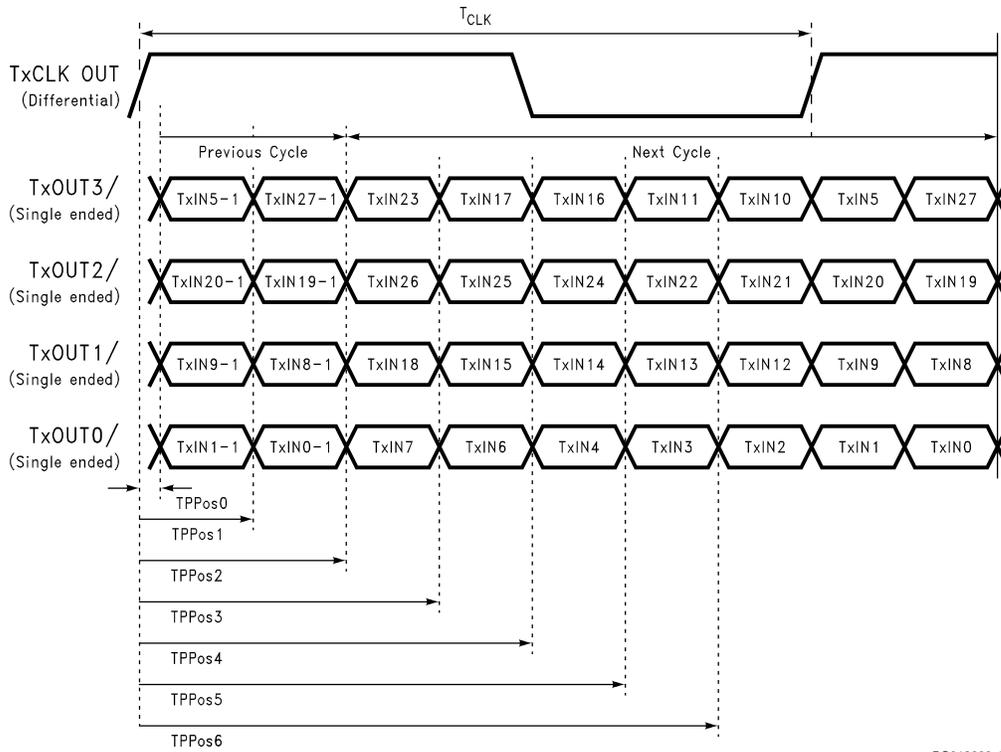 TCLK
TxCLK OUT
(Differential)
Previous Cycle
Next Cycle
TxOUT3/
(Single ended)
TxIN5-1 TxIN27-1 TxIN23 TxIN17 TxIN16 TxIN11 TxIN10 TxIN5 TxIN27
TxOUT2/
(Single ended)
TxIN20-1 TxIN19-1 TxIN26 TxIN25 TxIN24 TxIN22 TxIN21 TxIN20 TxIN19
TxOUT1/
(Single ended)
TxIN9-1 TxIN8-1 TxIN18 TxIN15 TxIN14 TxIN13 TxIN12 TxIN9 TxIN8
TxOUT0/
(Single ended)
TxIN1-1 TxIN0-1 TxIN7 TxIN6 TxIN4 TxIN3 TxIN2 TxIN1 TxIN0
TPPos0
TPPos1
TPPos2
TPPos3
TPPos4
TPPos5
TPPos6